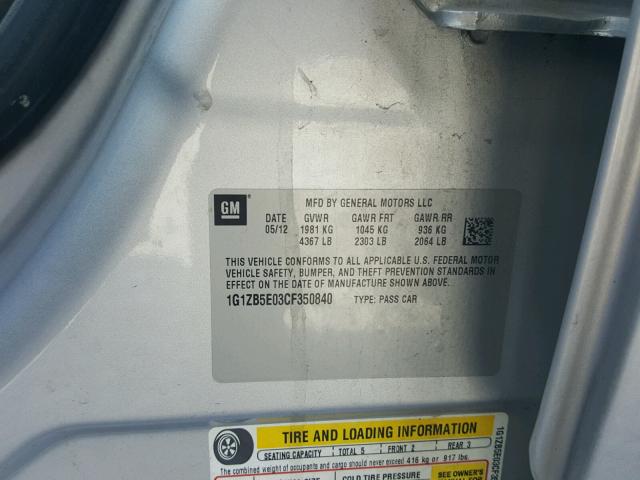 GM
MFD BY GENERAL MOTORS LLC
DATE GVWR GAWR FRT GAWR RR
05/12 1981 KG 1045 KG 936 KG
4367 LB 2303 LB 2064 LB
THIS VEHICLE CONFORMS TO ALL APPLICABLE U.S. FEDERAL MOTOR
VEHICLE SAFETY, BUMPER, AND THEFT PREVENTION STANDARDS IN
EFFECT ON THE DATE OF MANUFACTURE SHOWN ABOVE.
1G1ZB5E03CF350840 TYPE: PASS CAR
TIRE AND LOADING INFORMATION
SEATING CAPACITY TOTAL 5 FRONT 2 REAR 3
The combined weight of occupants and cargo should never exceed 416 kg or 917 lbs.
COLD TIRE PRESSURE
SEE OWNER'S
1G1ZB5E03CF35